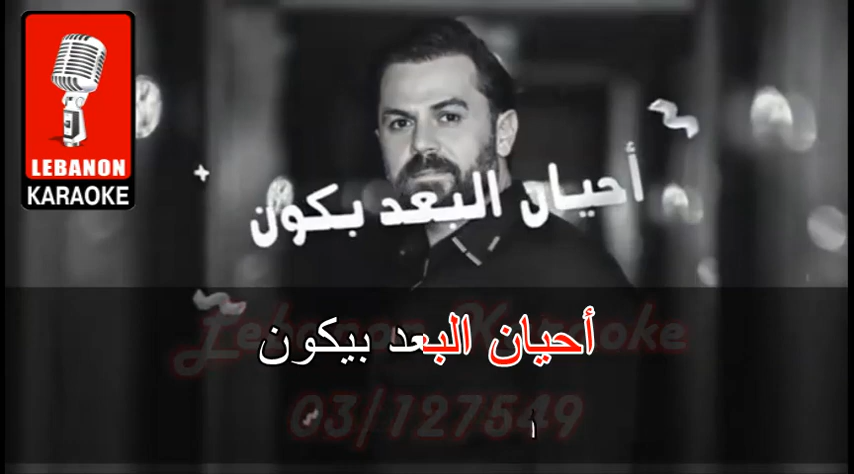 LEBANON
KARAOKE
أحيان البعد بكون
أحيان البعد بيكون
Lebanon Karaoke
03/127549